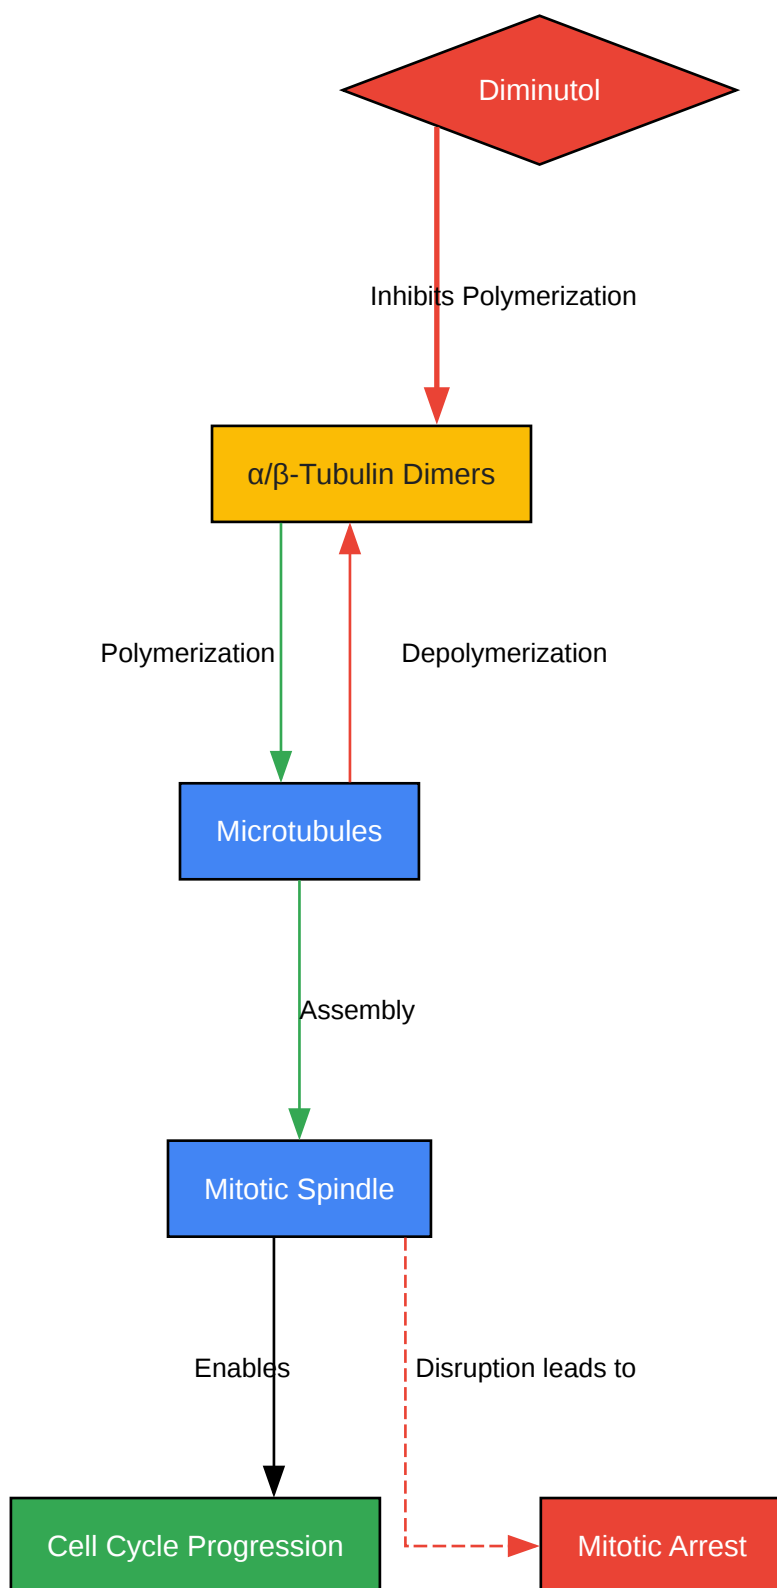 Diminutol
Inhibits Polymerization
α/β-Tubulin Dimers
Polymerization
Depolymerization
Microtubules
Assembly
Mitotic Spindle
Enables
Disruption leads to
Cell Cycle Progression
Mitotic Arrest